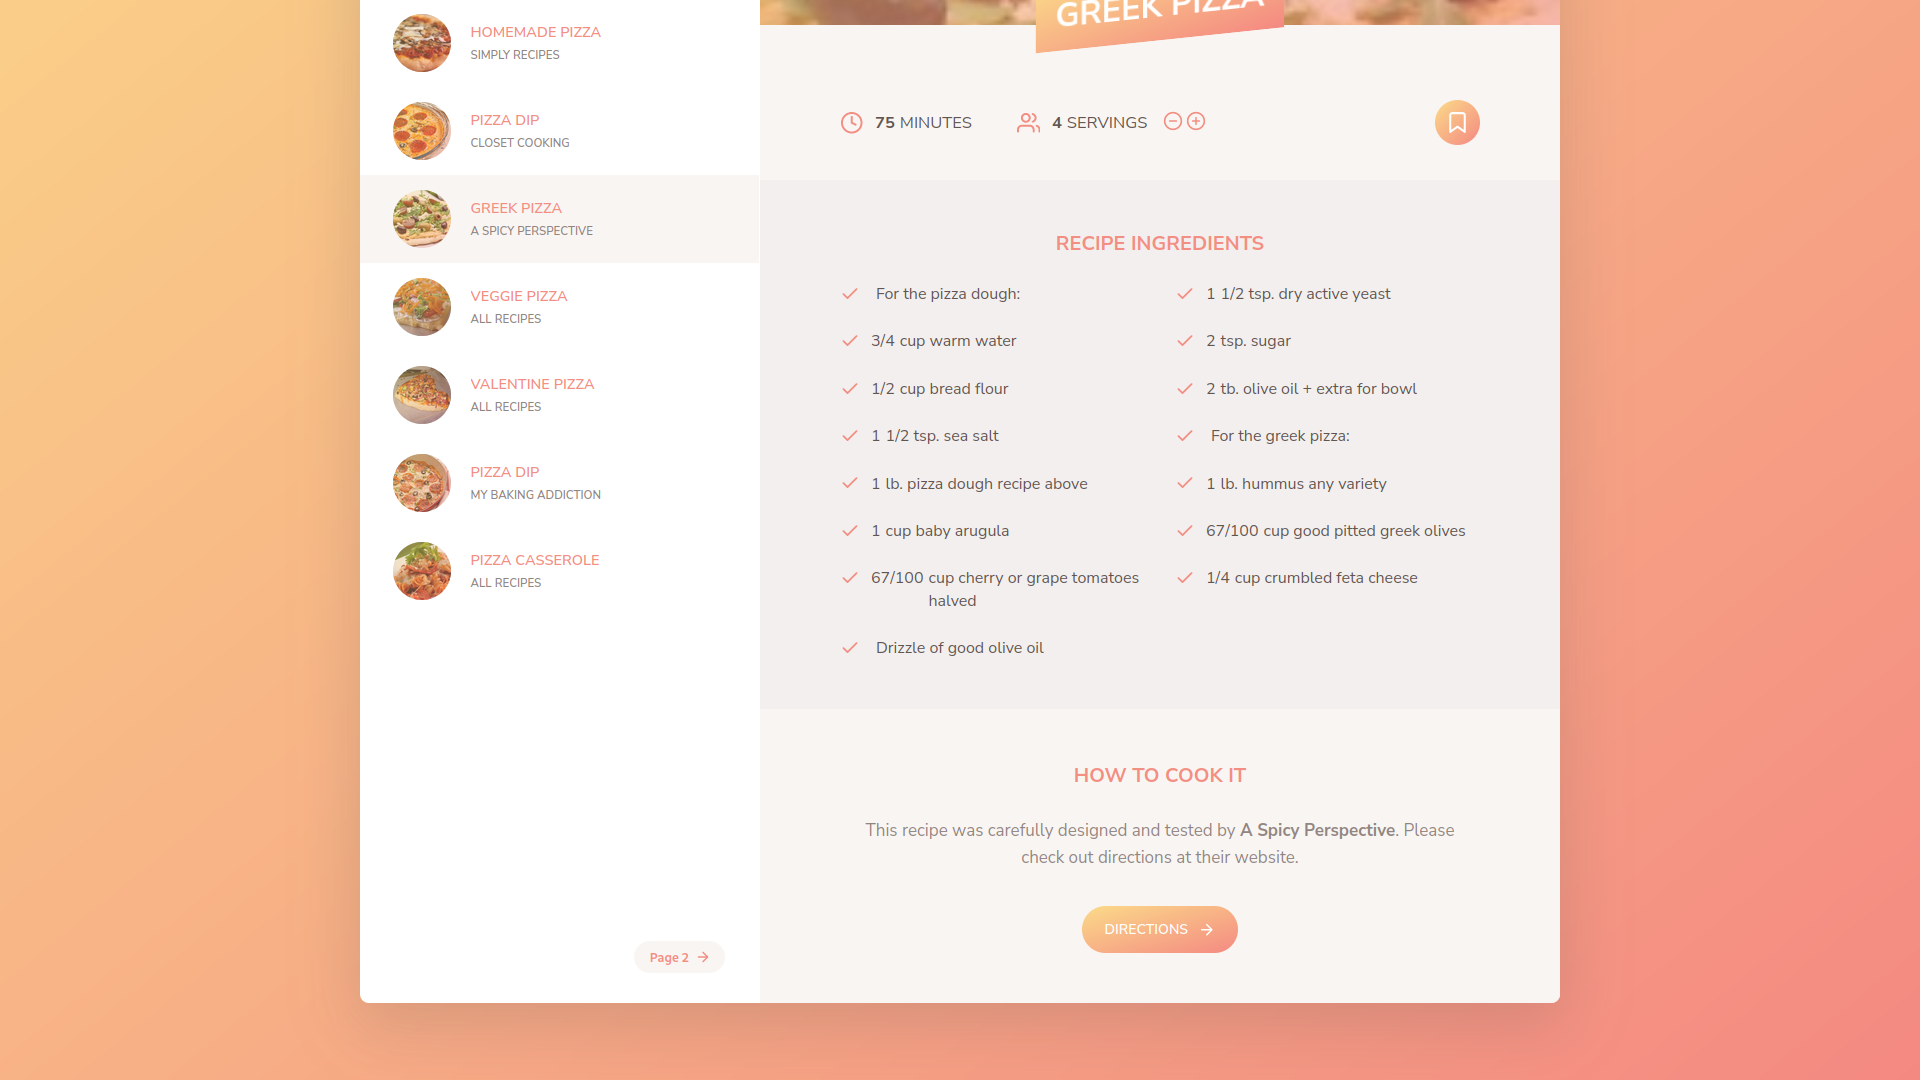 HOMEMADE PIZZA
SIMPLY RECIPES
PIZZA DIP
CLOSET COOKING
GREEK PIZZA
A SPICY PERSPECTIVE
VEGGIE PIZZA
ALL RECIPES
VALENTINE PIZZA
ALL RECIPES
PIZZA DIP
MY BAKING ADDICTION
PIZZA CASSEROLE
ALL RECIPES
Page 2
GREEK PIZZA
75 MINUTES
4 SERVINGS
RECIPE INGREDIENTS
For the pizza dough:
1 1/2 tsp. dry active yeast
3/4 cup warm water
2 tsp. sugar
1/2 cup bread flour
2 tb. olive oil + extra for bowl
1 1/2 tsp. sea salt
For the greek pizza:
1 lb. pizza dough recipe above
1 lb. hummus any variety
1 cup baby arugula
67/100 cup good pitted greek olives
67/100 cup cherry or grape tomatoes
halved
1/4 cup crumbled feta cheese
Drizzle of good olive oil
HOW TO COOK IT
This recipe was carefully designed and tested by A Spicy Perspective. Please
check out directions at their website.
DIRECTIONS